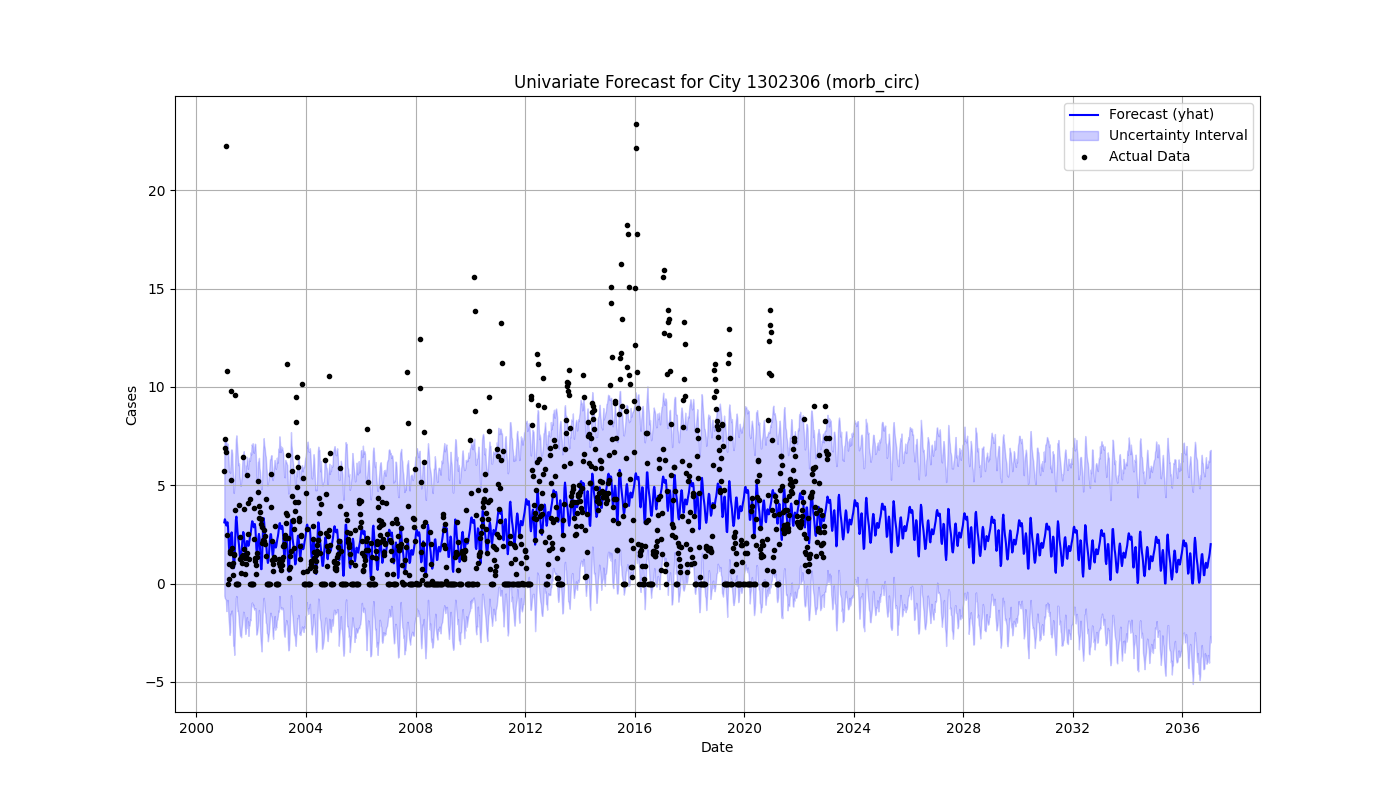 Univariate Forecast for City 1302306 (morb_circ)
Forecast (yhat)
Uncertainty Interval
Actual Data
Cases
20
15
10
5
0
−5
2000 2004 2008 2012 2016 2020 2024 2028 2032 2036
Date